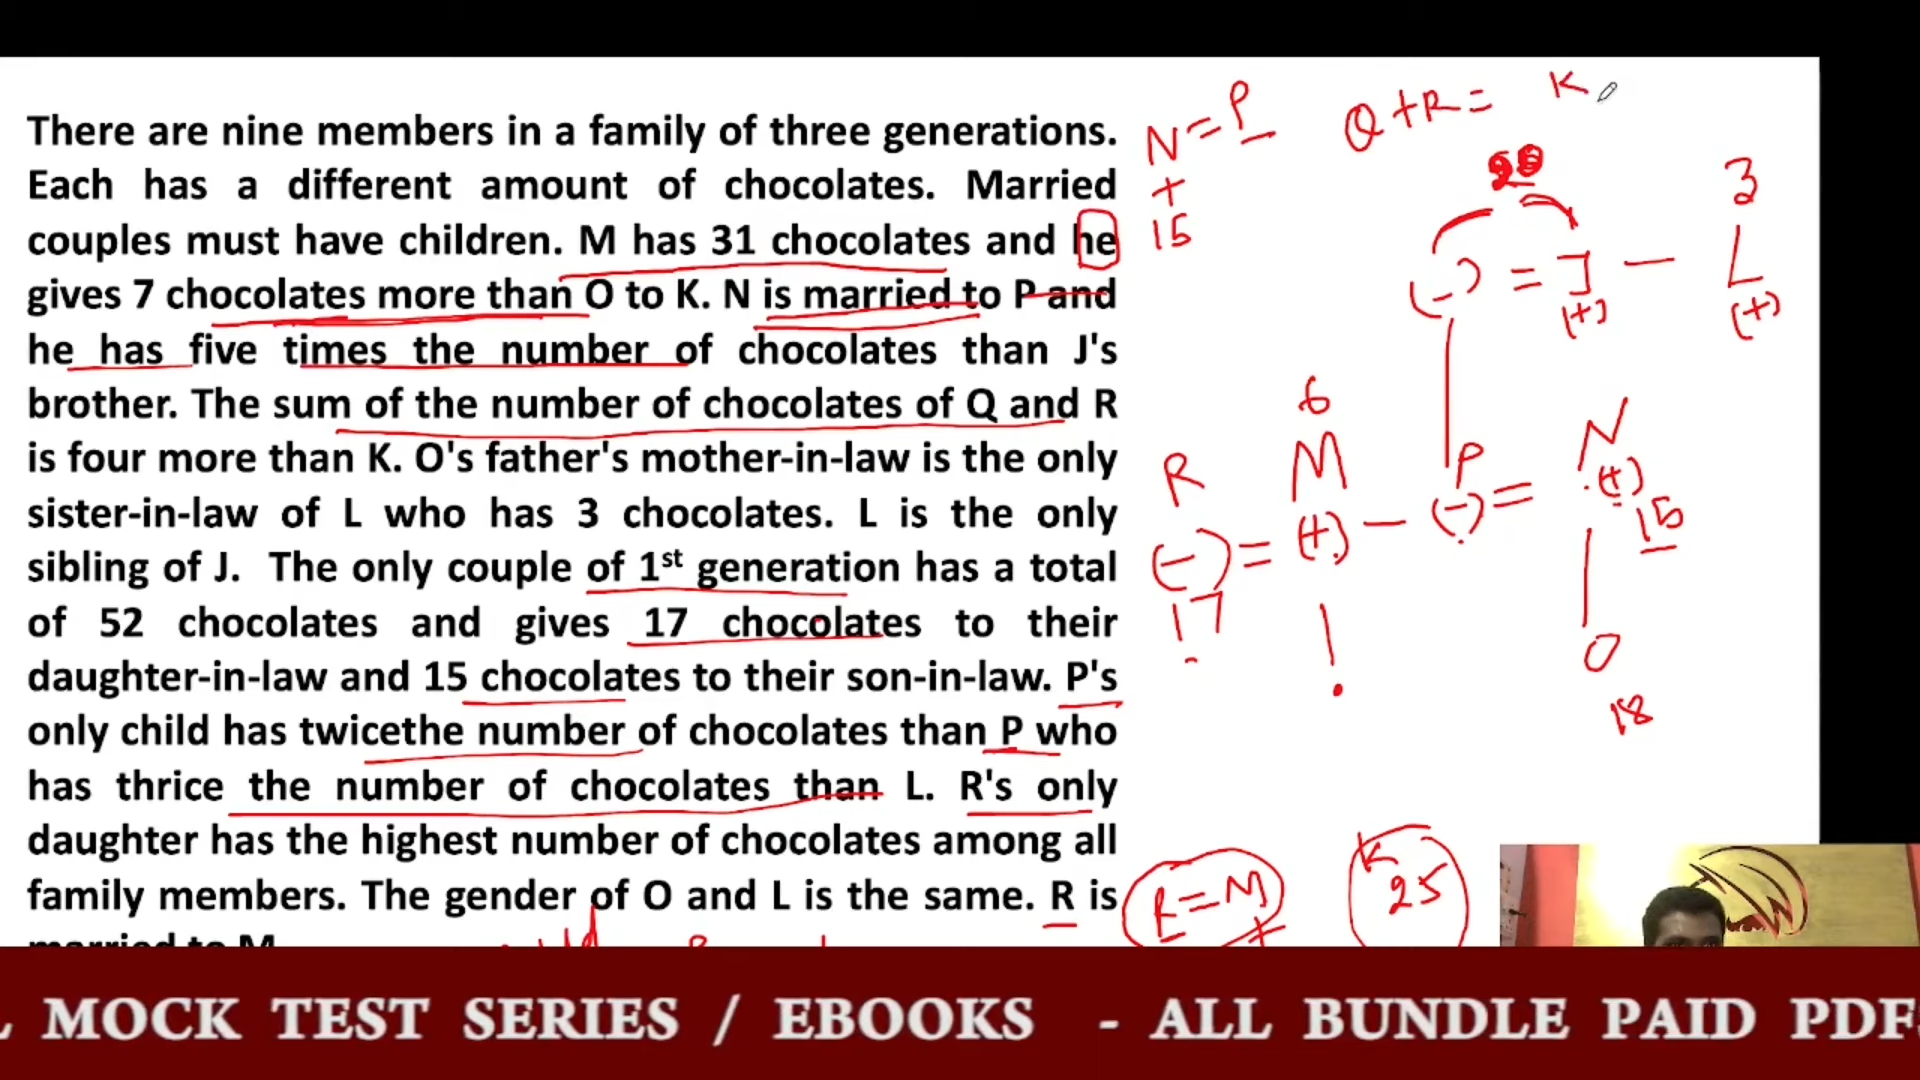 There are nine members in a family of three generations.
Each has a different amount of chocolates. Married
couples must have children. M has 31 chocolates and he
gives 7 chocolates more than O to K. N is married to P and
he has five times the number of chocolates than J's
brother. The sum of the number of chocolates of Q and R
is four more than K. O's father's mother-in-law is the only
sister-in-law of L who has 3 chocolates. L is the only
sibling of J. The only couple of 1st generation has a total
of 52 chocolates and gives 17 chocolates to their
daughter-in-law and 15 chocolates to their son-in-law. P's
only child has twicethe number of chocolates than P who
has thrice the number of chocolates than L. R's only
daughter has the highest number of chocolates among all
family members. The gender of O and L is the same. R is
married to M.
N = P
+
15
Q + R = K
3
(-) = J - L
(+) (+)
6
R M P N
(-) = (+) - (-) = (+)
17 15
O
18
R = M
+
K
25
L MOCK TEST SERIES / EBOOKS - ALL BUNDLE PAID PDF